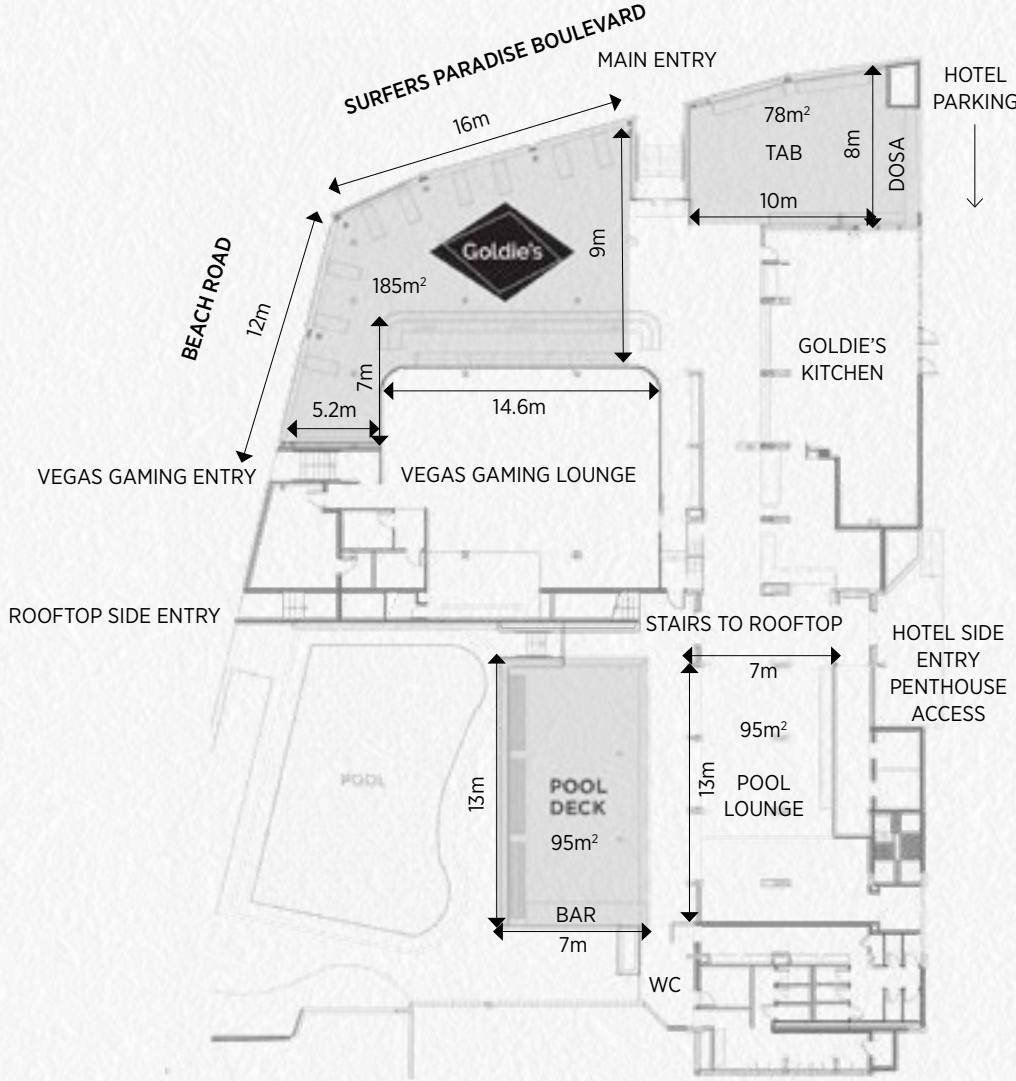 SURFERS PARADISE BOULEVARD
MAIN ENTRY
HOTEL
PARKING
16m
78m²
TAB
8m
DOSA
10m
BEACH ROAD
12m
Goldie's
185m²
9m
7m
5.2m
14.6m
GOLDIE'S
KITCHEN
VEGAS GAMING ENTRY
VEGAS GAMING LOUNGE
ROOFTOP SIDE ENTRY
STAIRS TO ROOFTOP
HOTEL SIDE
ENTRY
PENTHOUSE
ACCESS
7m
POOL
13m
POOL
DECK
95m²
BAR
7m
13m
95m²
POOL
LOUNGE
WC